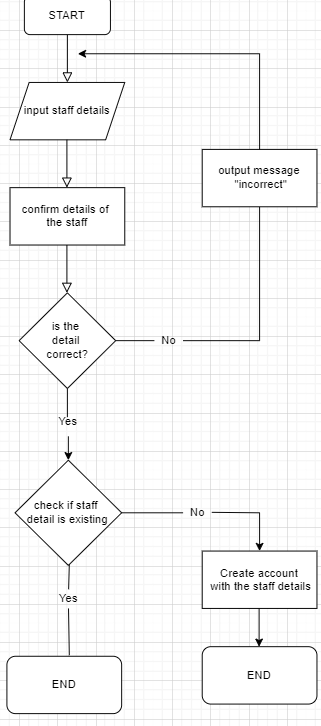 START
input staff details
output message
"incorrect"
confirm details of
the staff
is the
detail
correct?
No
Yes
check if staff
detail is existing
No
Create account
with the staff details
Yes
END
END